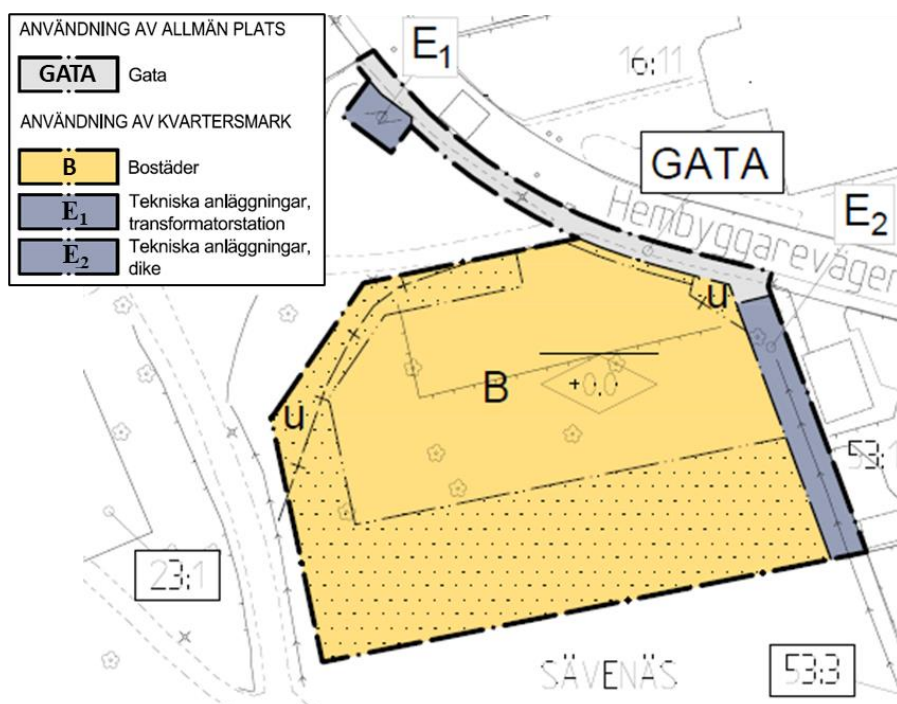 ANVÄNDNING AV ALLMÄN PLATS
GATA Gata
ANVÄNDNING AV KVARTERSMARK
B Bostäder
E₁ Tekniska anläggningar,
transformatorstation
E₂ Tekniska anläggningar,
dike
E₁
16:11
GATA
E₂
Hembyggarevägen
u
B
+0,0
u
53:1
23:1
SÄVENÄS
53:3